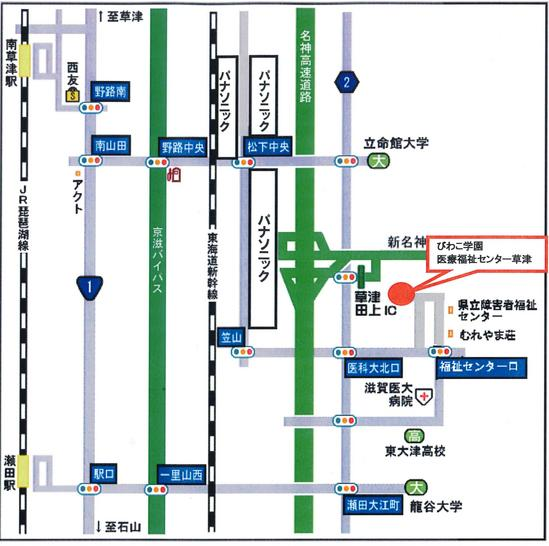 ↑至草津
南草津駅
西友
S
野路南
パナソニック
パナソニック
名神高速道路
2
南山田
野路中央
松下中央
立命館大学
大
アクト
JR琵琶湖線
京滋バイパス
東海道新幹線
パナソニック
新名神
びわこ学園
医療福祉センター草津
草津
田上IC
1
県立障害者福祉
センター
むれやま荘
笠山
医科大北口
福祉センター口
滋賀医大
病院
高
東大津高校
瀬田駅
駅口
一里山西
大
瀬田大江町
龍谷大学
↓至石山